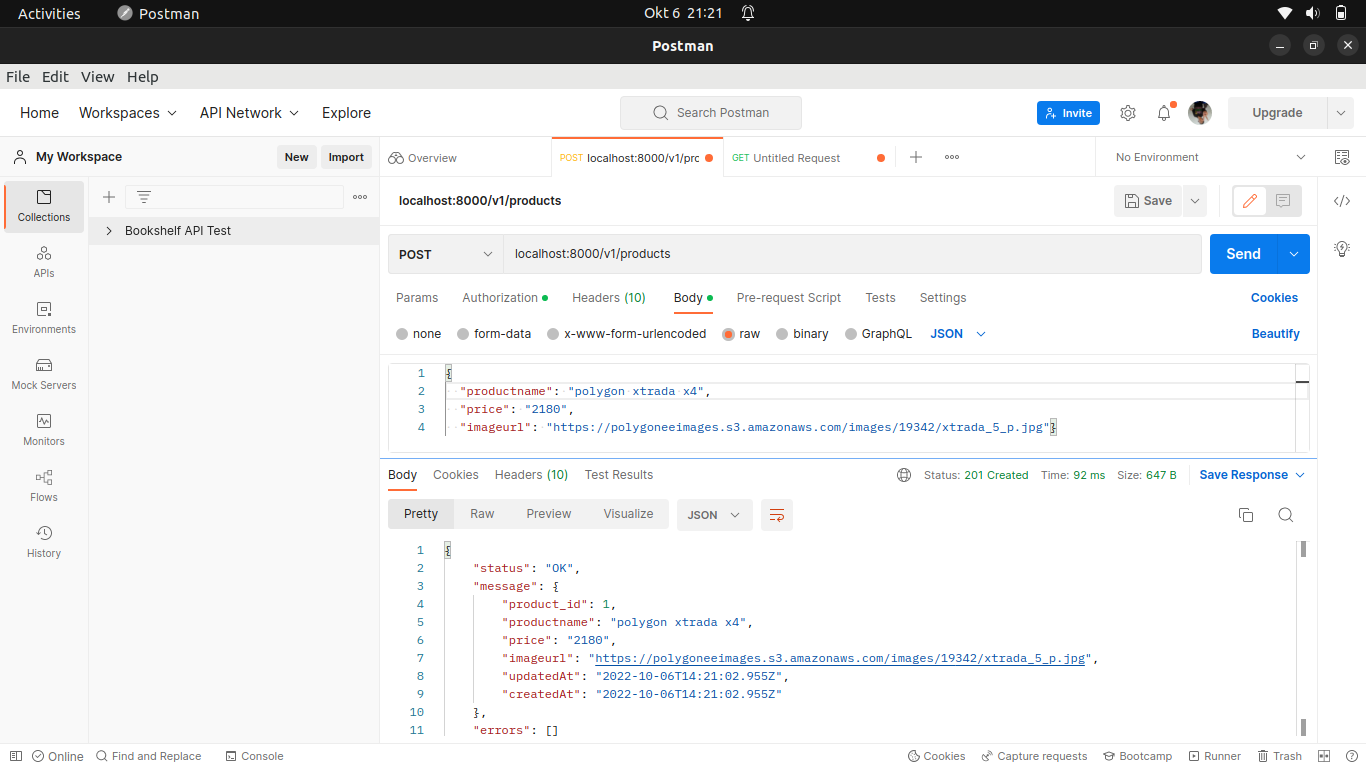 Activities Postman Okt 6 21:21
Postman
File Edit View Help
Home Workspaces API Network Explore Search Postman Invite Upgrade
My Workspace New Import Overview POST localhost:8000/v1/prc GET Untitled Request No Environment
Collections
localhost:8000/v1/products Save
Bookshelf API Test
APIs
POST localhost:8000/v1/products Send
Environments
Params Authorization Headers (10) Body Pre-request Script Tests Settings Cookies
none form-data x-www-form-urlencoded raw binary GraphQL JSON Beautify
Mock Servers
Monitors
Flows
History
1 {
2 "productname": "polygon xtrada x4",
3 "price": "2180",
4 "imageurl": "https://polygoneeimages.s3.amazonaws.com/images/19342/xtrada_5_p.jpg"}
Body Cookies Headers (10) Test Results Status: 201 Created Time: 92 ms Size: 647 B Save Response
Pretty Raw Preview Visualize JSON
1 {
2 "status": "OK",
3 "message": {
4 "product_id": 1,
5 "productname": "polygon xtrada x4",
6 "price": "2180",
7 "imageurl": "https://polygoneeimages.s3.amazonaws.com/images/19342/xtrada_5_p.jpg",
8 "updatedAt": "2022-10-06T14:21:02.955Z",
9 "createdAt": "2022-10-06T14:21:02.955Z"
10 },
11 "errors": []
Online Find and Replace Console Cookies Capture requests Bootcamp Runner Trash